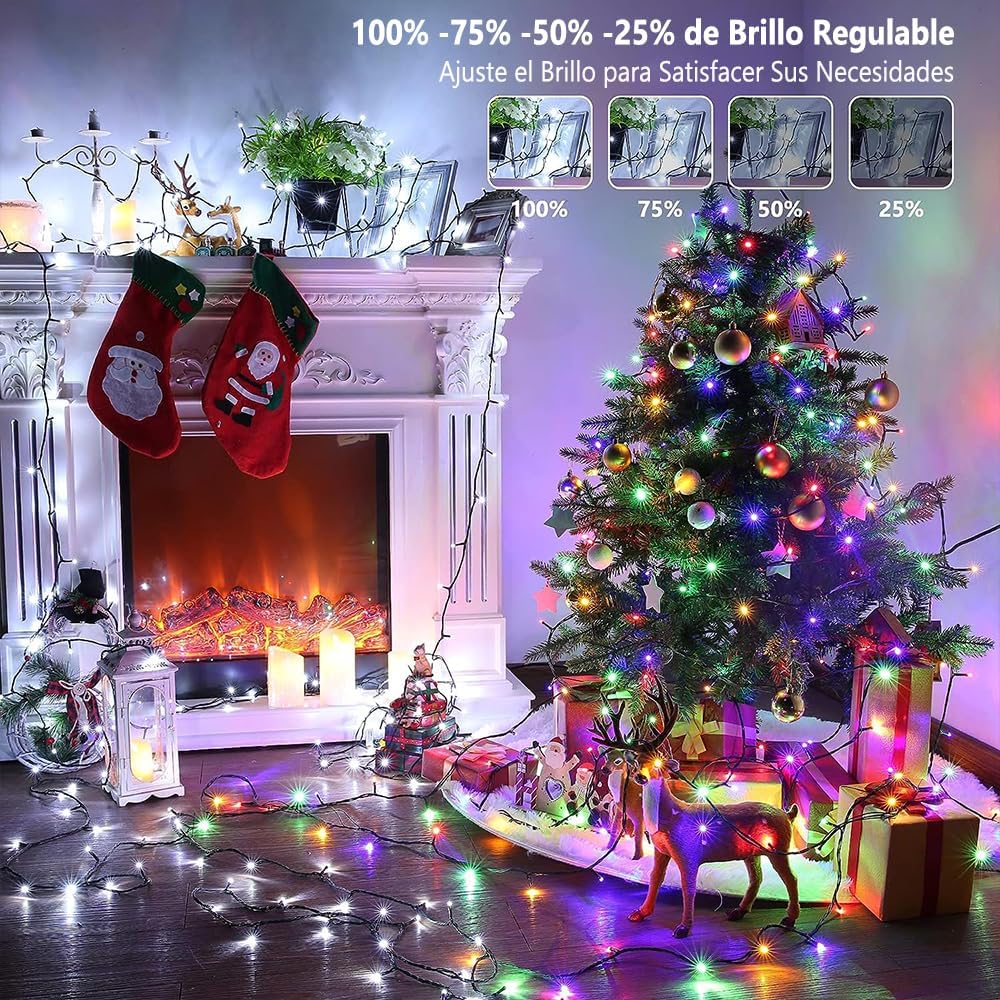 100% -75% -50% -25% de Brillo Regulable
Ajuste el Brillo para Satisfacer Sus Necesidades
100% 75% 50% 25%